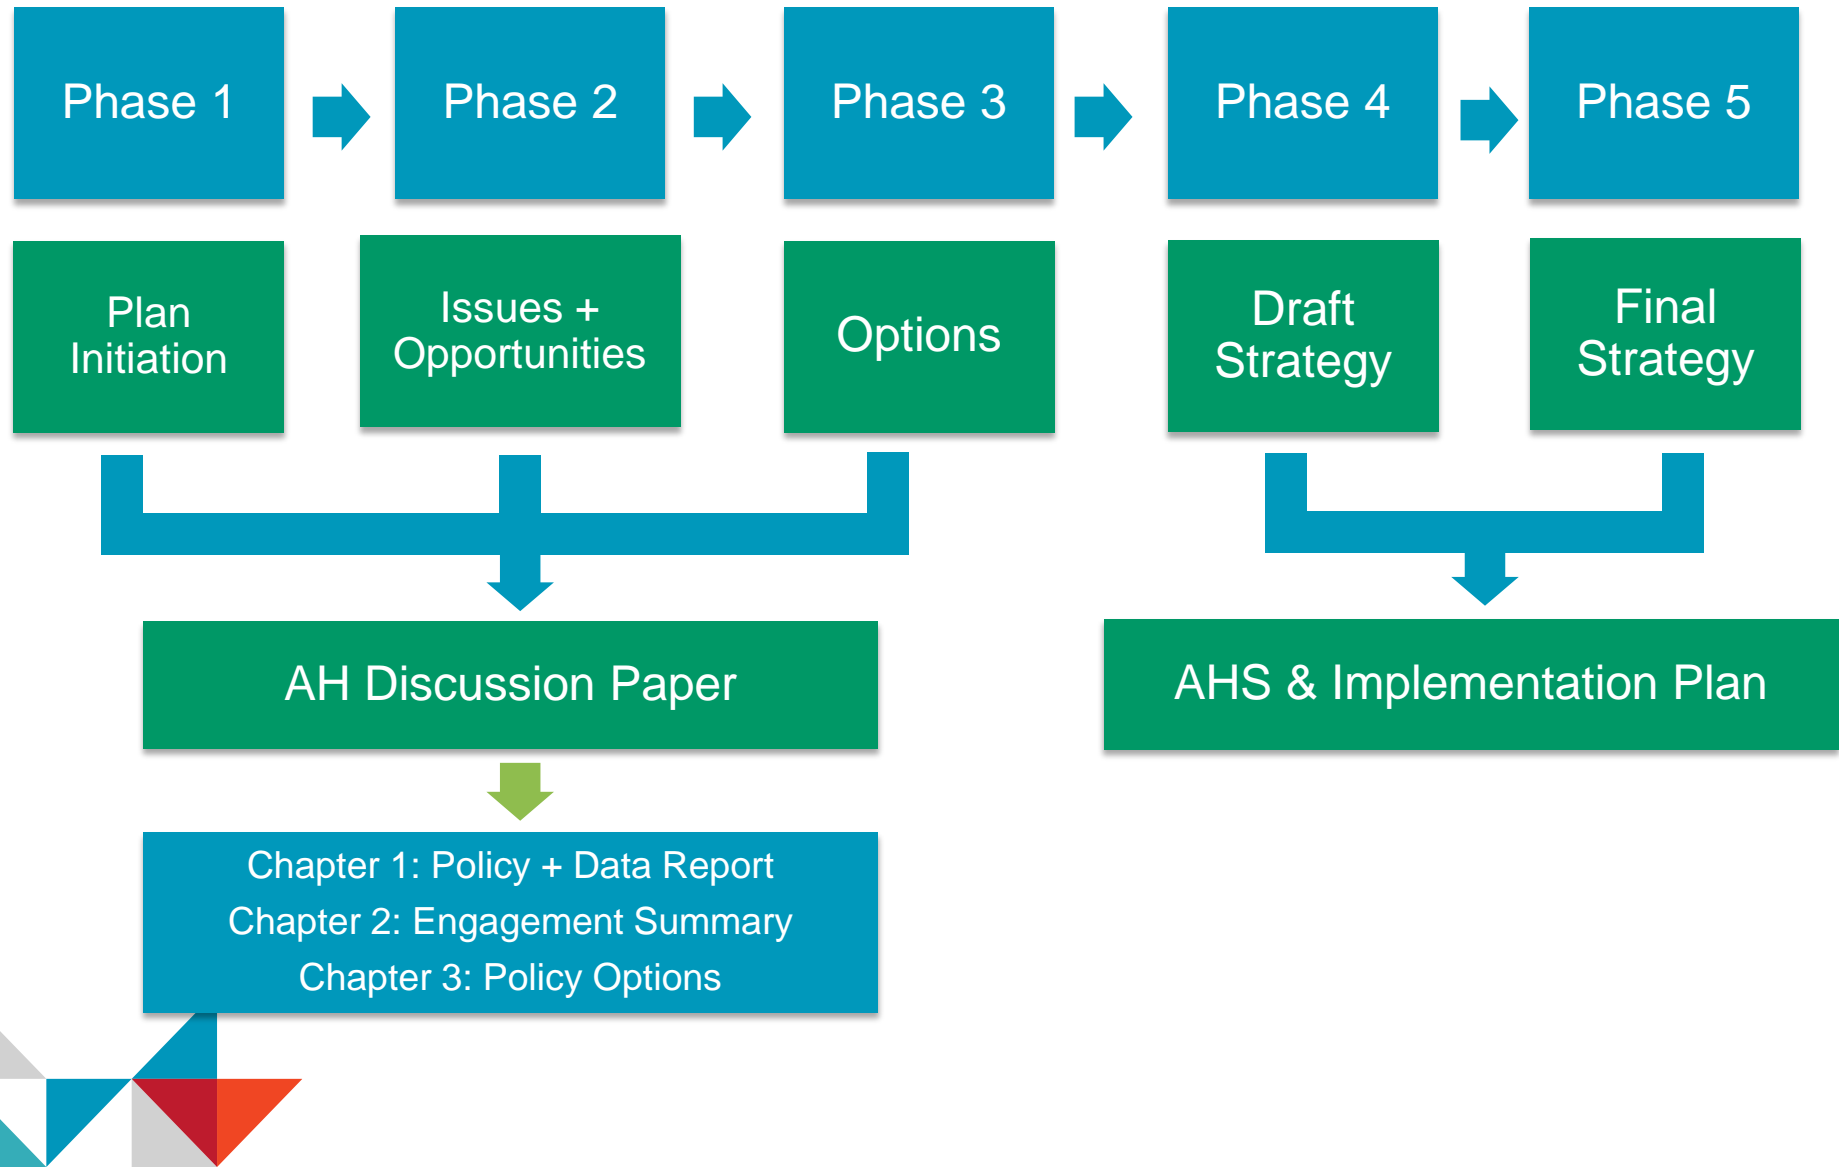 Phase 1
Phase 2
Phase 3
Phase 4
Phase 5
Plan
Initiation
Issues +
Opportunities
Options
Draft
Strategy
Final
Strategy
AH Discussion Paper
AHS & Implementation Plan
Chapter 1: Policy + Data Report
Chapter 2: Engagement Summary
Chapter 3: Policy Options